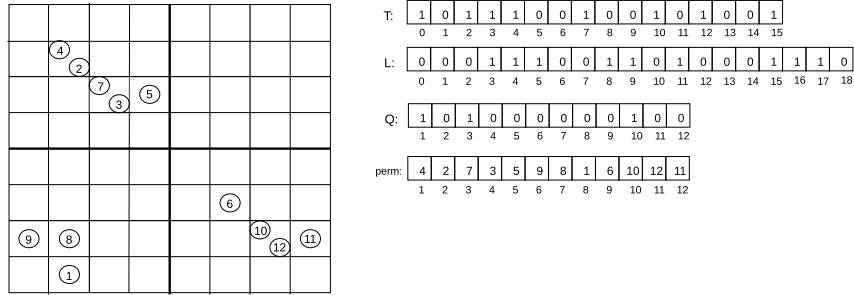 4
2
7
5
3
6
10
9 8 11
12
1
T: 1 0 1 1 1 0 0 1 0 0 1 0 1 0 0 1
0 1 2 3 4 5 6 7 8 9 10 11 12 13 14 15
L: 0 0 0 1 1 1 0 0 1 1 0 1 0 0 0 1 1 1 0
0 1 2 3 4 5 6 7 8 9 10 11 12 13 14 15 16 17 18
Q: 1 0 1 0 0 0 0 0 0 1 0 0
1 2 3 4 5 6 7 8 9 10 11 12
perm: 4 2 7 3 5 9 8 1 6 10 12 11
1 2 3 4 5 6 7 8 9 10 11 12